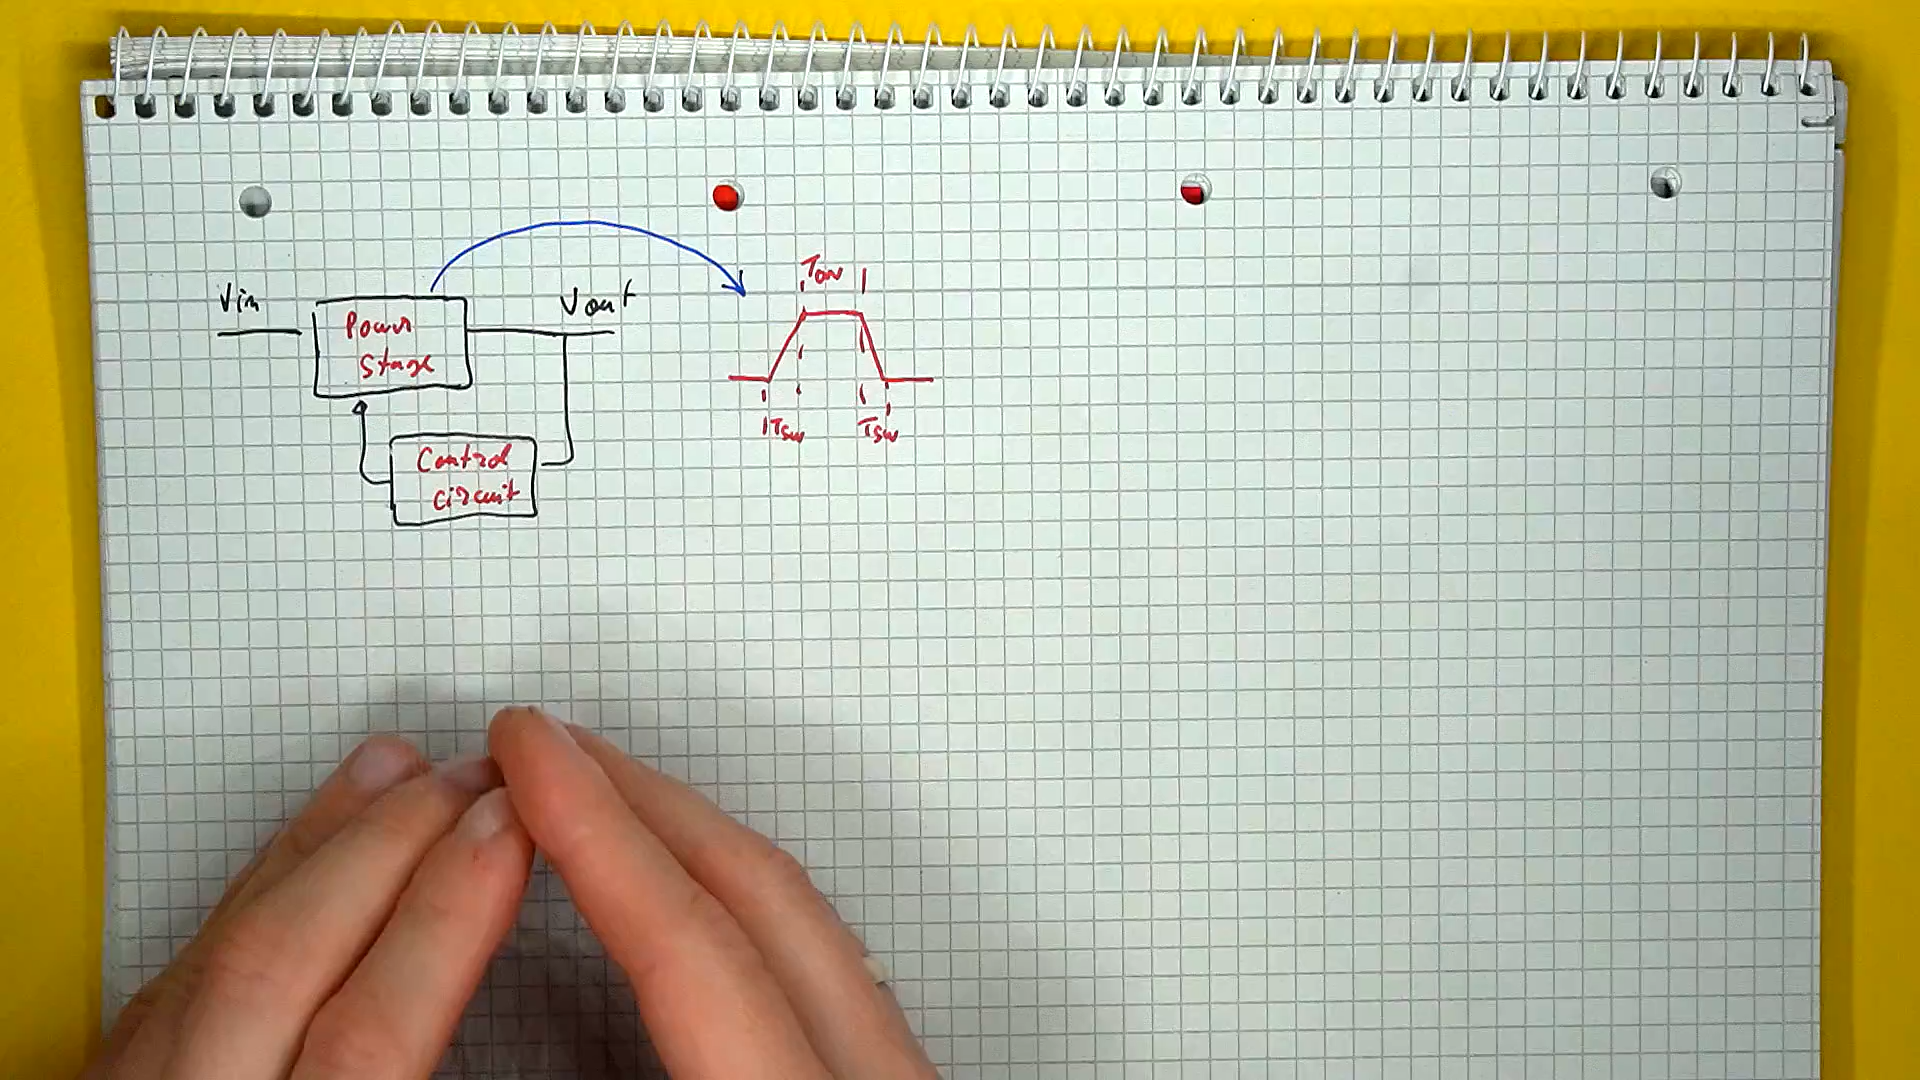 Vin
Vout
Power
Stage
Control
circuit
Ton
Tsw
Tsw